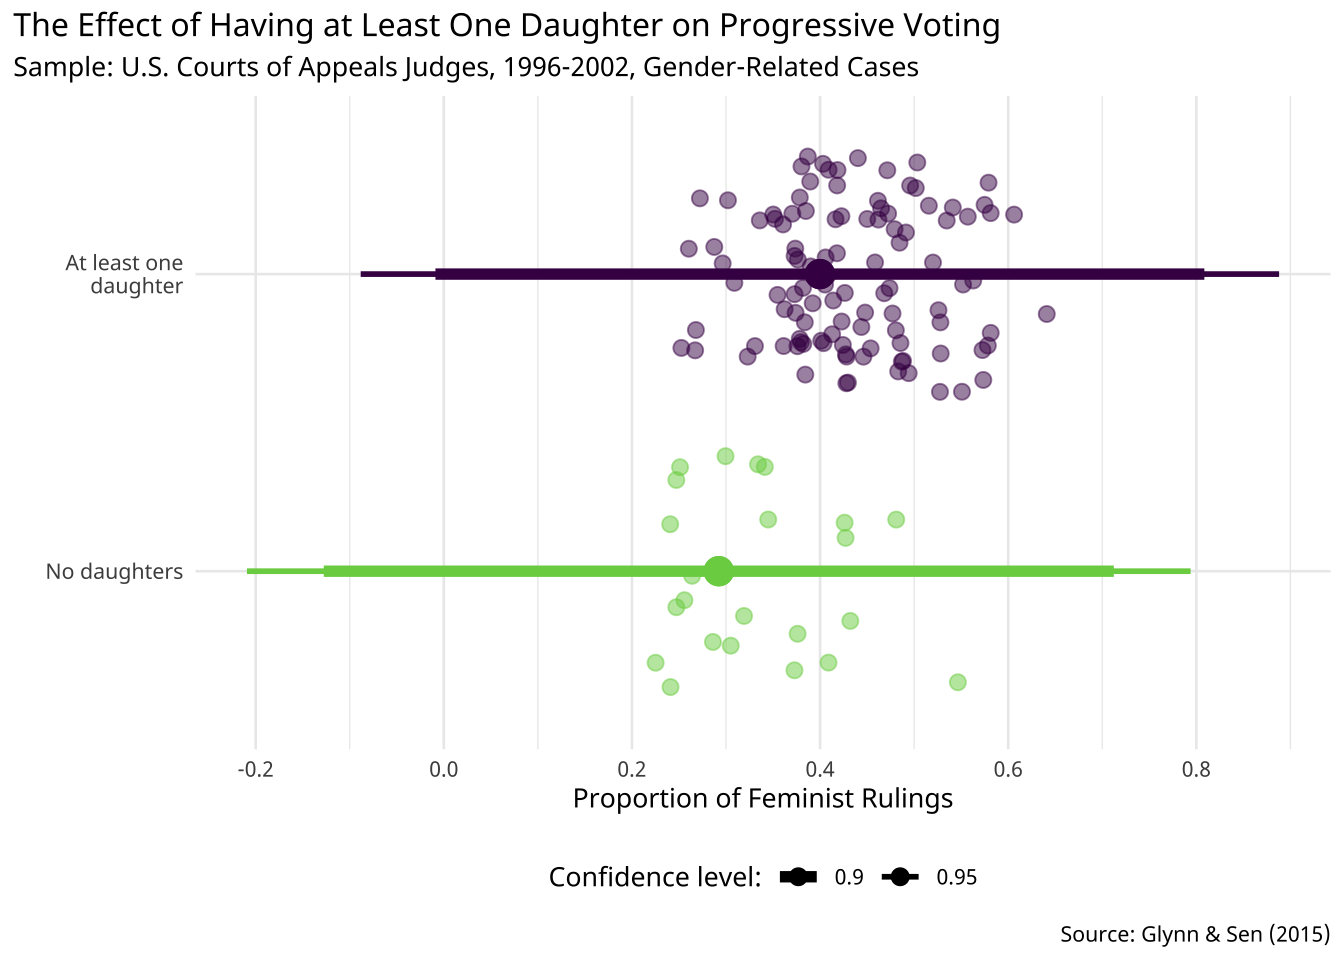 The Effect of Having at Least One Daughter on Progressive Voting
Sample: U.S. Courts of Appeals Judges, 1996-2002, Gender-Related Cases
At least one
daughter
No daughters
-0.2 0.0 0.2 0.4 0.6 0.8
Proportion of Feminist Rulings
Confidence level: 0.9 0.95
Source: Glynn & Sen (2015)